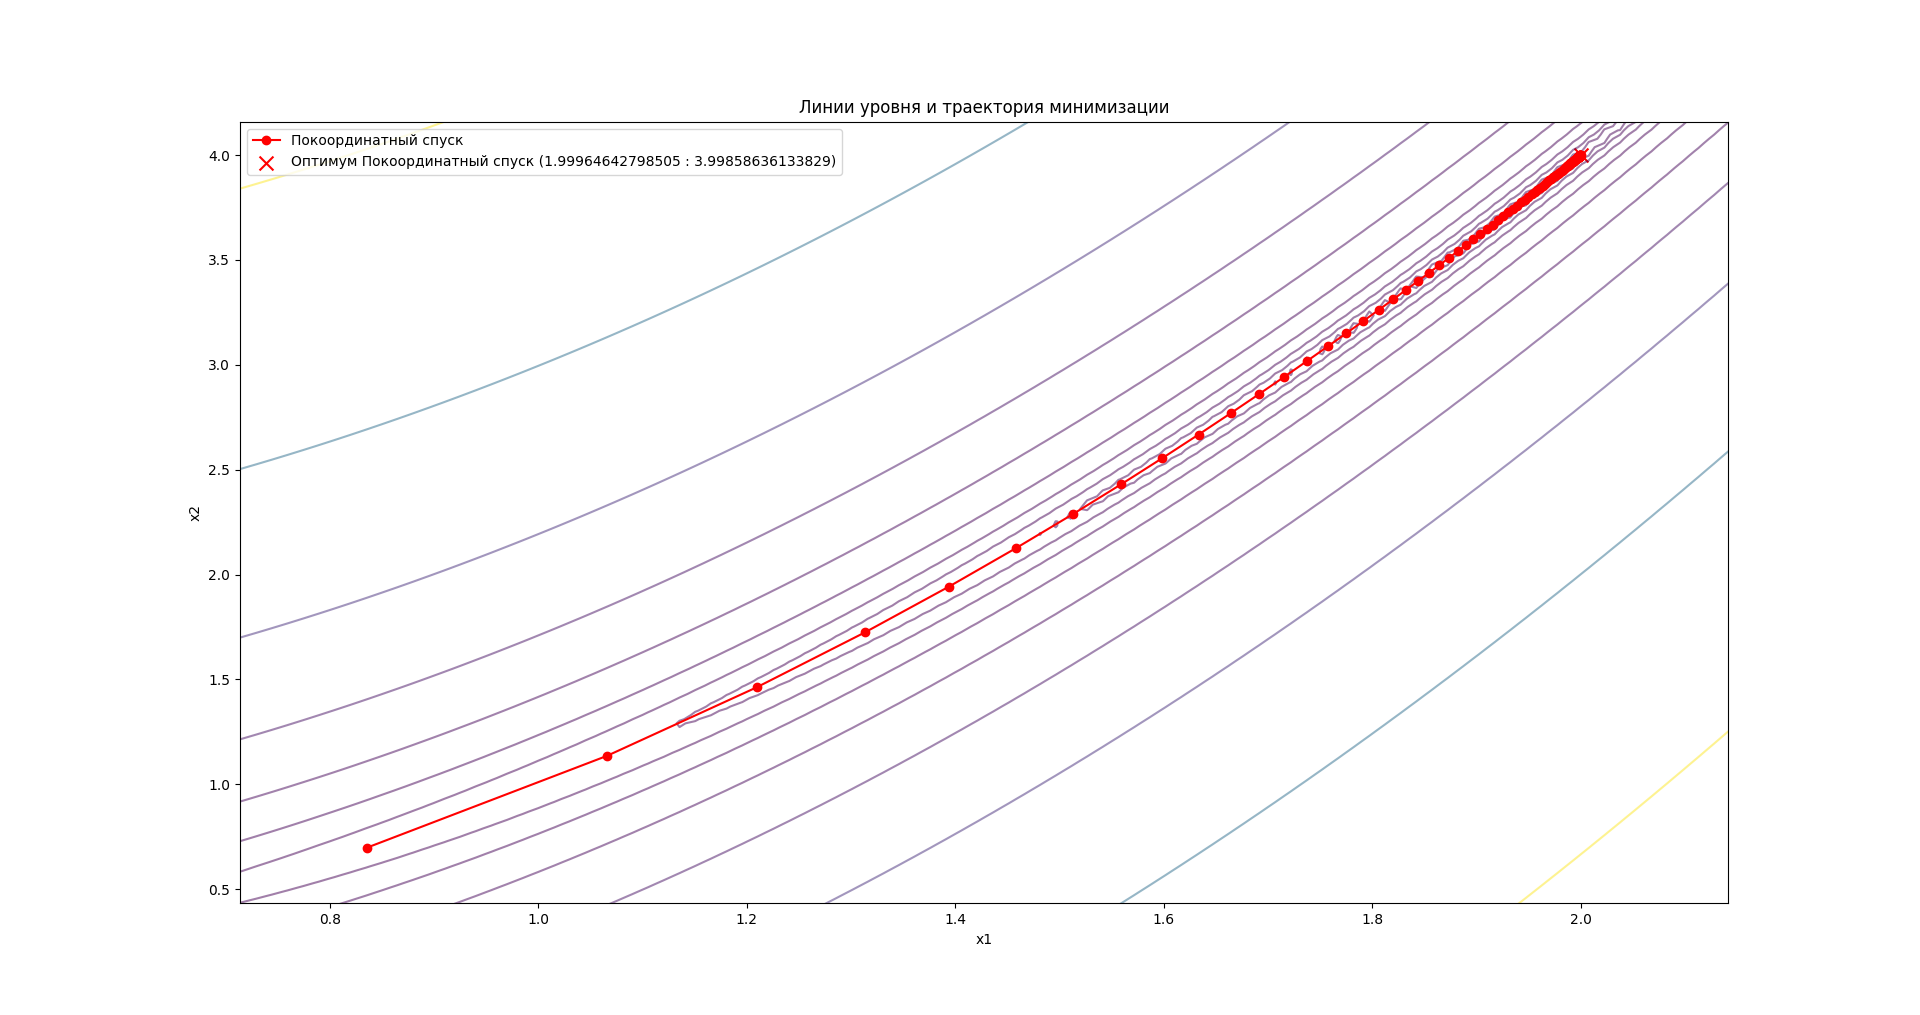 Линии уровня и траектория минимизации
Покоординатный спуск
Оптимум Покоординатный спуск (1.99964642798505 : 3.99858636133829)
4.0
3.5
3.0
2.5
2.0
1.5
1.0
0.5
x2
0.8 1.0 1.2 1.4 1.6 1.8 2.0
x1